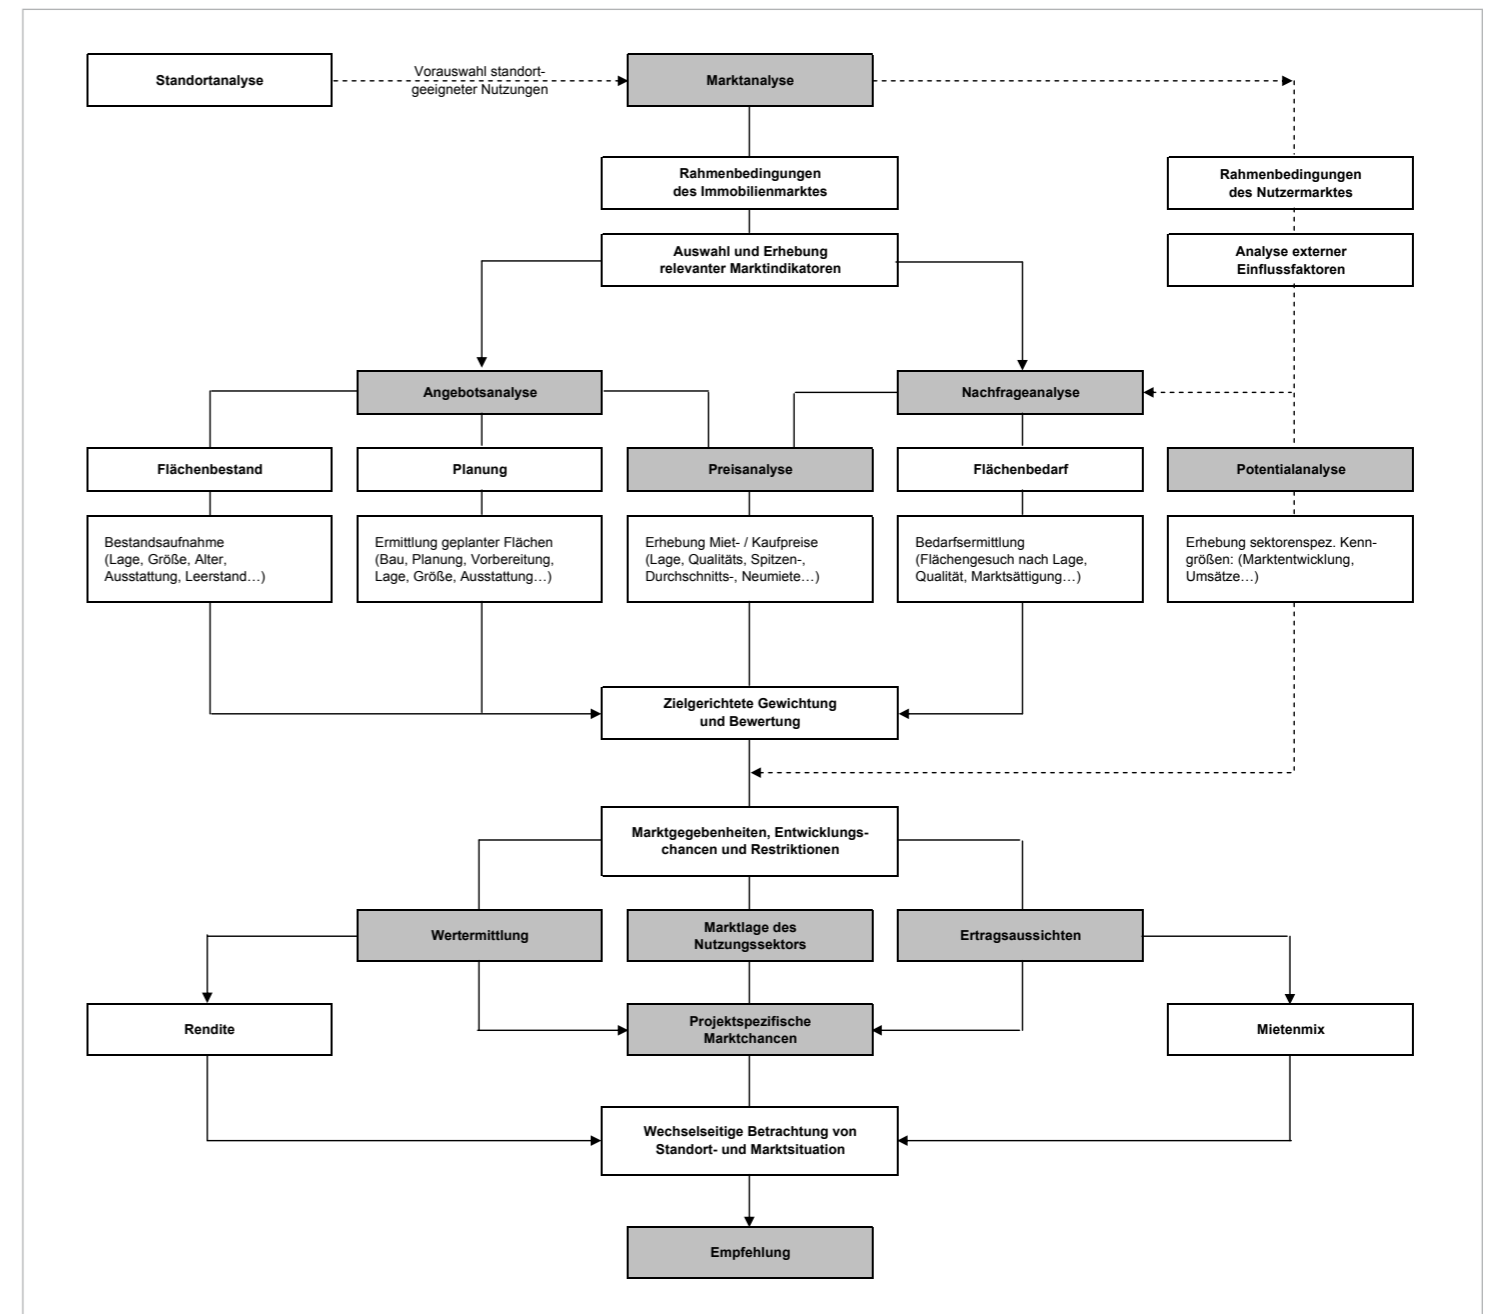 Standortanalyse
Vorauswahl standort-
geeigneter Nutzungen
Marktanalyse
Rahmenbedingungen
des Immobilienmarktes
Rahmenbedingungen
des Nutzermarktes
Auswahl und Erhebung
relevanter Marktindikatoren
Analyse externer
Einflussfaktoren
Angebotsanalyse
Nachfrageanalyse
Flächenbestand
Planung
Preisanalyse
Flächenbedarf
Potentialanalyse
Bestandsaufnahme
(Lage, Größe, Alter,
Ausstattung, Leerstand…)
Ermittlung geplanter Flächen
(Bau, Planung, Vorbereitung,
Lage, Größe, Ausstattung…)
Erhebung Miet- / Kaufpreise
(Lage, Qualitäts, Spitzen-,
Durchschnitts-, Neumiete…)
Bedarfsermittlung
(Flächengesuch nach Lage,
Qualität, Marktsättigung…)
Erhebung sektorenspez. Kenn-
größen: (Marktentwicklung,
Umsätze…)
Zielgerichtete Gewichtung
und Bewertung
Marktgegebenheiten, Entwicklungs-
chancen und Restriktionen
Wertermittlung
Marktlage des
Nutzungssektors
Ertragsaussichten
Rendite
Projektspezifische
Marktchancen
Mietenmix
Wechselseitige Betrachtung von
Standort- und Marktsituation
Empfehlung